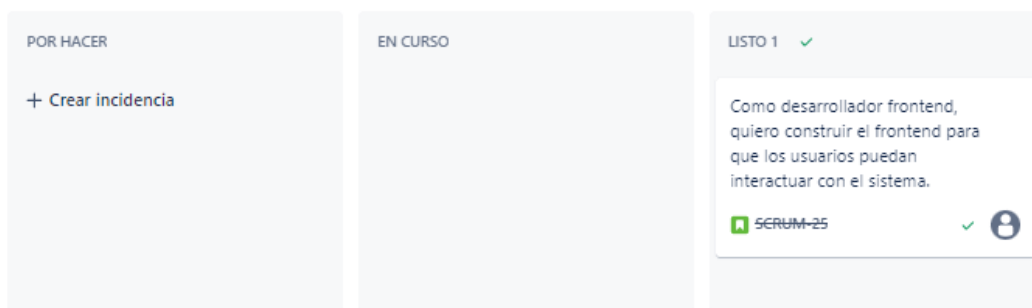 POR HACER
EN CURSO
LISTO 1
+ Crear incidencia
Como desarrollador frontend,
quiero construir el frontend para
que los usuarios puedan
interactuar con el sistema.
SCRUM-25